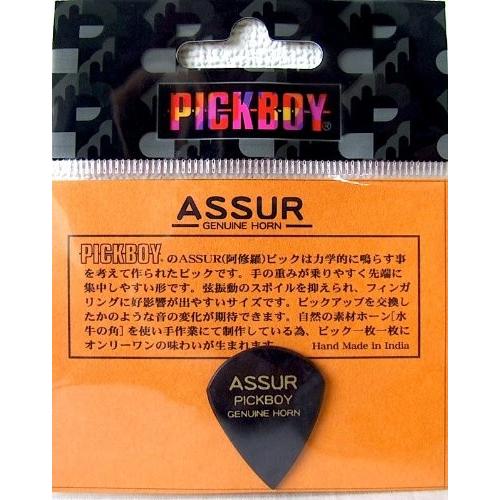 PICKBOY®
ASSUR
GENUINE HORN
PICKBOY®のASSUR(阿修羅)ピックは力学的に鳴らす事
を考えて作られたピックです。手の重みが乗りやすく先端に
集中しやすい形です。弦振動のスポイルを抑えられ、フィンガ
リングに好影響が出やすいサイズです。ピックアップを交換し
たかのような音の変化が期待できます。自然の素材ホーン[水
牛の角]を使い手作業にて制作している為、ピック一枚一枚に
オンリーワンの味わいが生まれます。 Hand Made in India
ASSUR
PICKBOY
GENUINE HORN